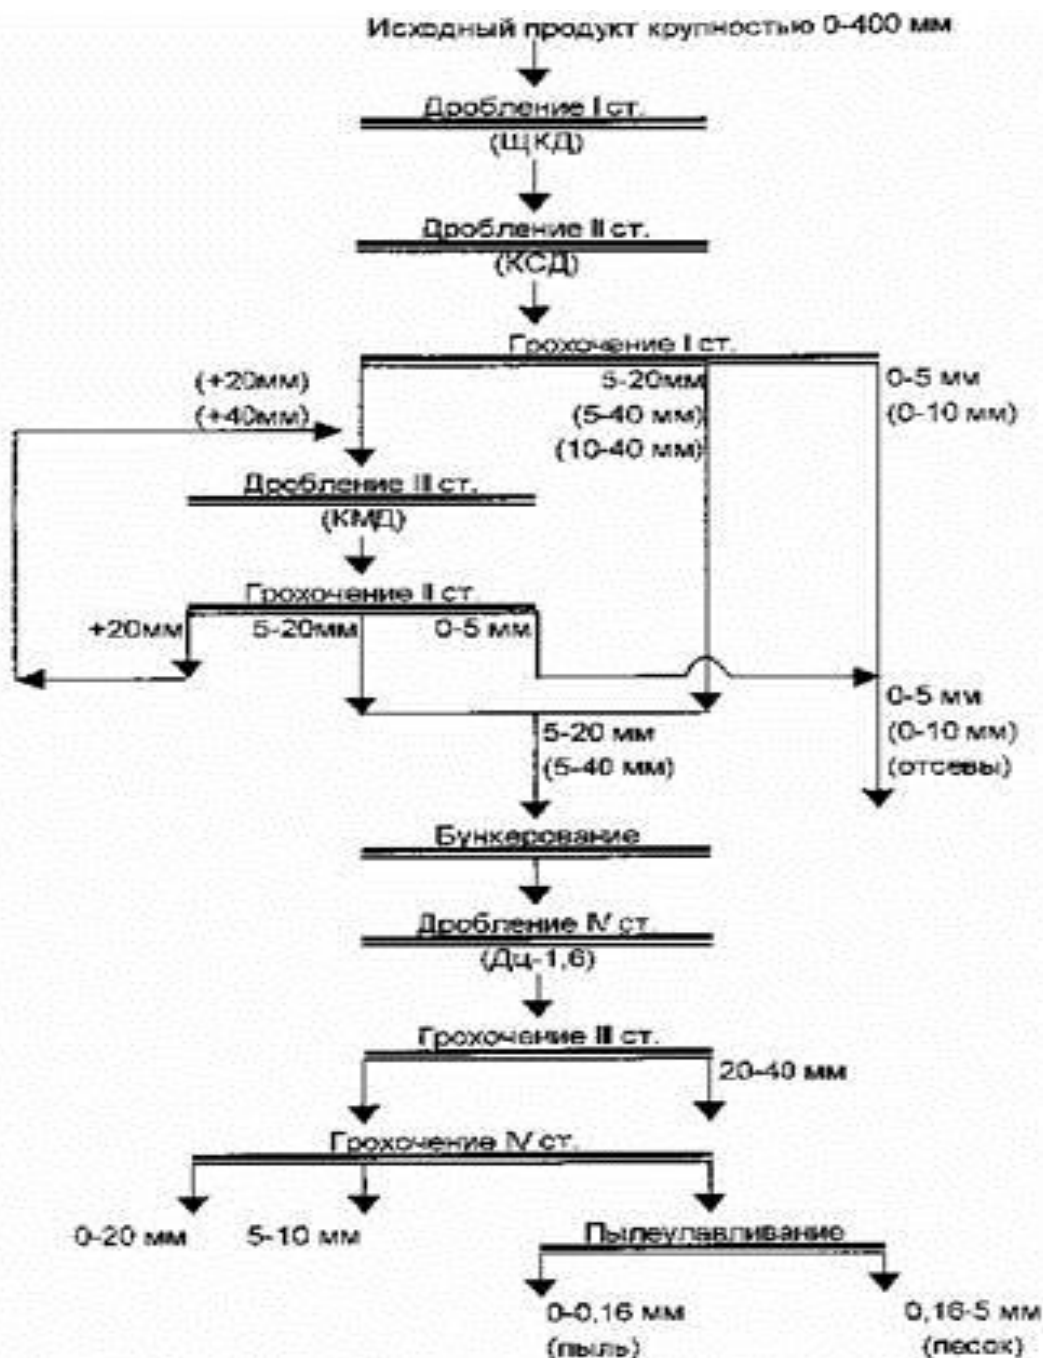 Исходный продукт крупностью 0-400 мм
Дробление I ст.
(ЩКД)
Дробление II ст.
(КСД)
Грохочение I ст.
(+20мм)
(+40мм)
5-20мм
(5-40 мм)
(10-40 мм)
0-5 мм
(0-10 мм)
Дробление III ст.
(КМД)
Грохочение II ст.
+20мм
5-20мм
0-5 мм
0-5 мм
(0-10 мм)
(отсевы)
5-20 мм
(5-40 мм)
Бункерование
Дробление IV ст.
(Дц-1,6)
Грохочение III ст.
20-40 мм
Грохочение IV ст.
0-20 мм
5-10 мм
Пылеулавливание
0-0,16 мм
(пыль)
0,16-5 мм
(песок)